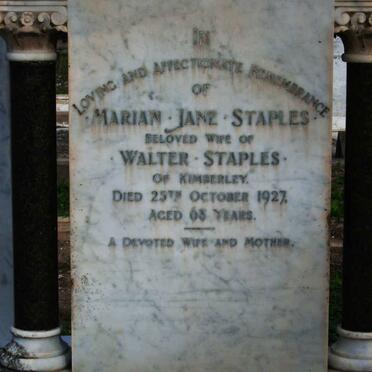 IN
LOVING AND AFFECTIONATE REMEMBRANCE
OF
MARIAN · JANE · STAPLES
BELOVED WIFE OF
· WALTER · STAPLES ·
OF KIMBERLEY.
DIED 25TH OCTOBER 1927,
AGED 68 YEARS.
A DEVOTED WIFE AND MOTHER.